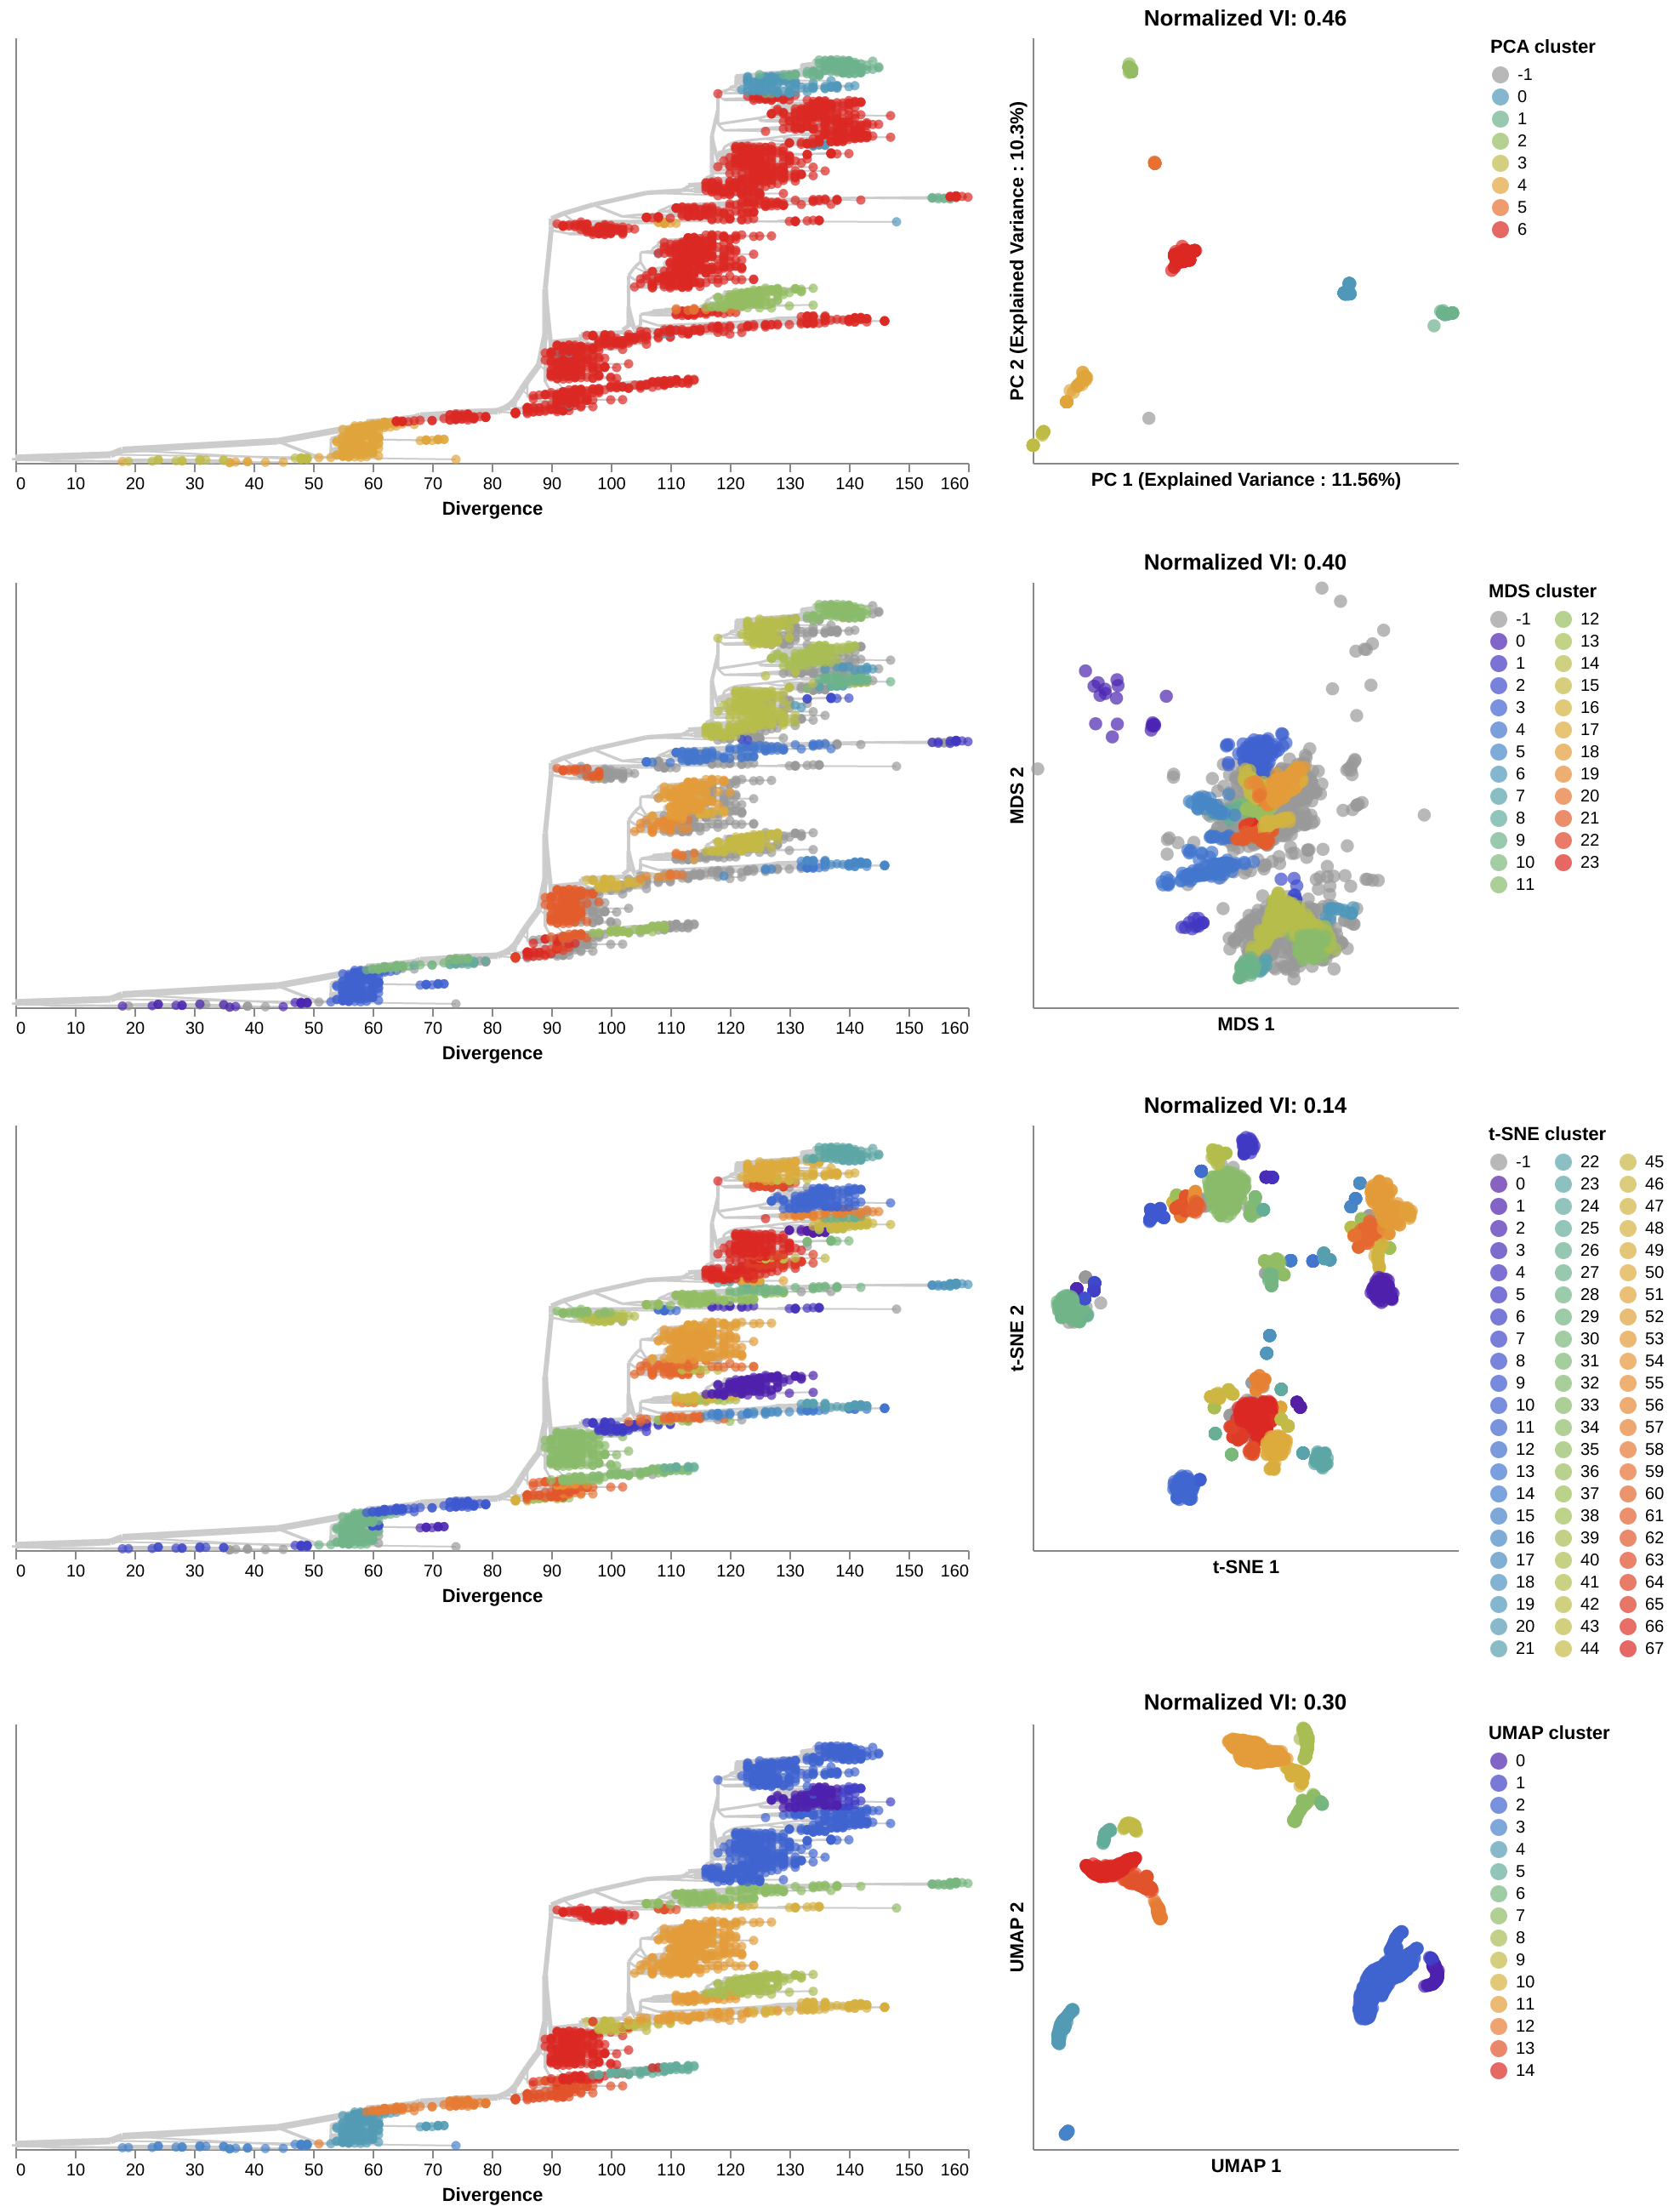 Normalized VI: 0.46
PCA cluster
-1
0
1
2
3
4
5
6
PC 2 (Explained Variance : 10.3%)
PC 1 (Explained Variance : 11.56%)
0 10 20 30 40 50 60 70 80 90 100 110 120 130 140 150 160
Divergence
Normalized VI: 0.40
MDS cluster
-1 12
0 13
1 14
2 15
3 16
4 17
5 18
6 19
7 20
8 21
9 22
10 23
11
MDS 2
MDS 1
0 10 20 30 40 50 60 70 80 90 100 110 120 130 140 150 160
Divergence
Normalized VI: 0.14
t-SNE cluster
-1 22 45
0 23 46
1 24 47
2 25 48
3 26 49
4 27 50
5 28 51
6 29 52
7 30 53
8 31 54
9 32 55
10 33 56
11 34 57
12 35 58
13 36 59
14 37 60
15 38 61
16 39 62
17 40 63
18 41 64
19 42 65
20 43 66
21 44 67
t-SNE 2
t-SNE 1
0 10 20 30 40 50 60 70 80 90 100 110 120 130 140 150 160
Divergence
Normalized VI: 0.30
UMAP cluster
0
1
2
3
4
5
6
7
8
9
10
11
12
13
14
UMAP 2
UMAP 1
0 10 20 30 40 50 60 70 80 90 100 110 120 130 140 150 160
Divergence